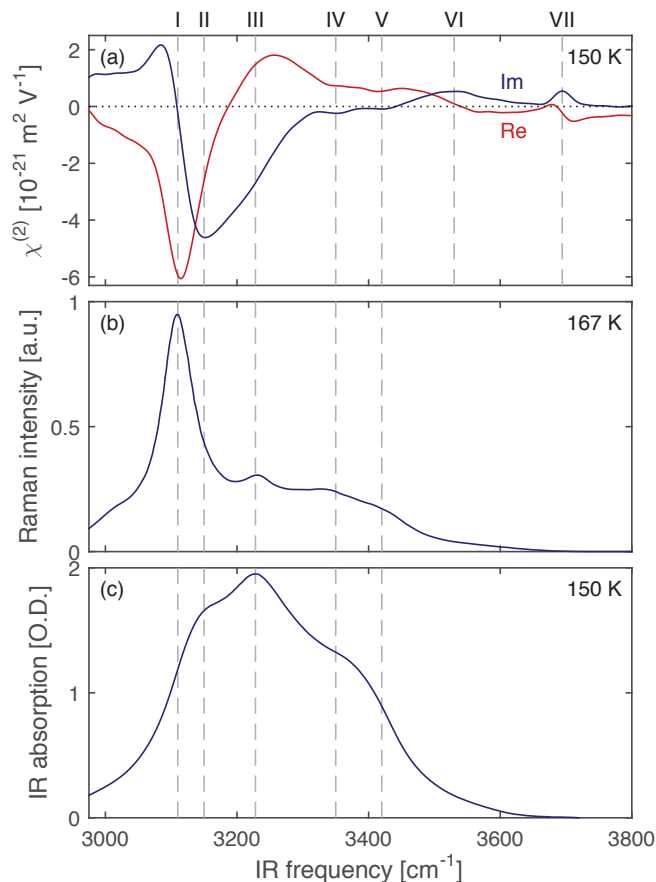 I II III IV V VI VII
(a) 150 K
2
0
-2
-4
-6
Im
Re
χ(2) [10-21 m2 V-1]
(b) 167 K
1
0.5
0
Raman intensity [a.u.]
(c) 150 K
2
1
0
IR absorption [O.D.]
3000 3200 3400 3600 3800
IR frequency [cm-1]